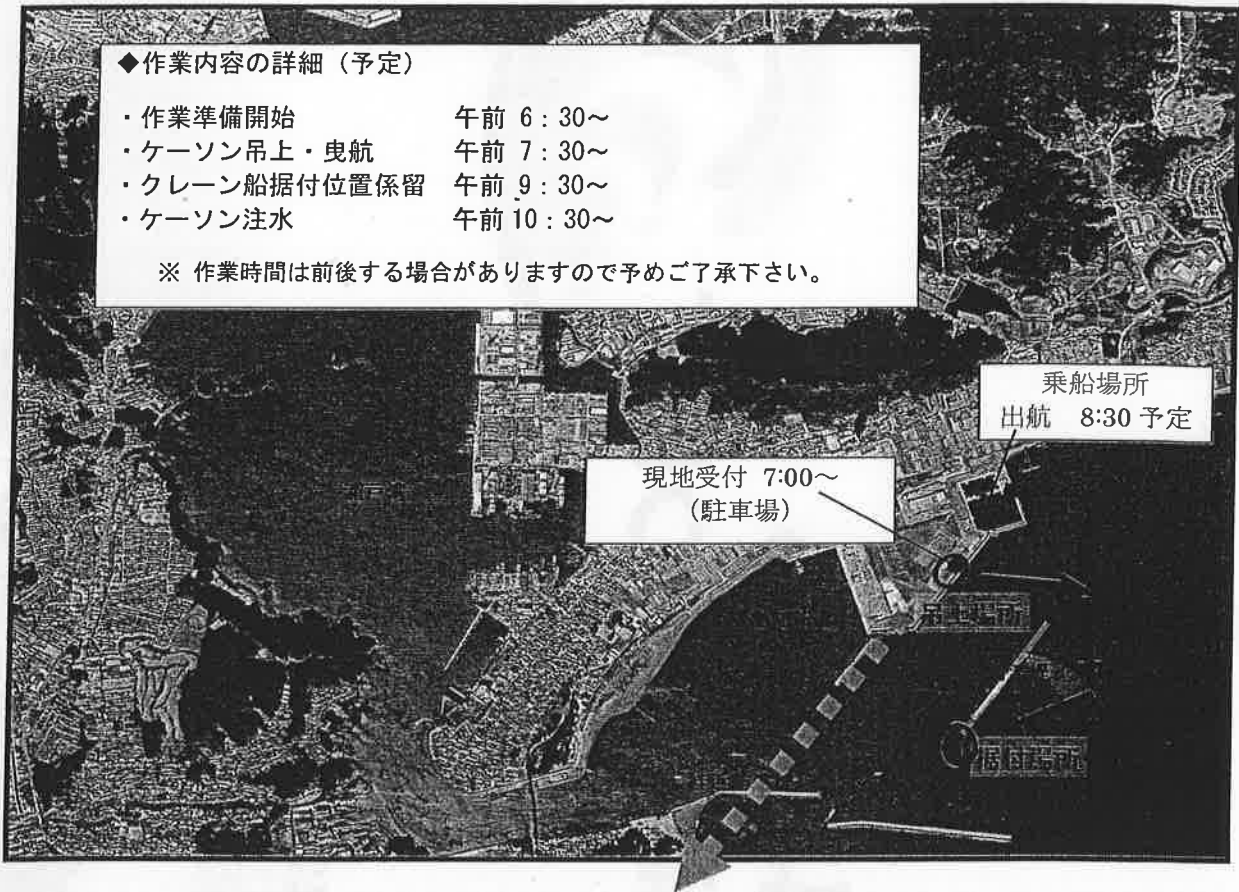 ◆作業内容の詳細（予定）
・作業準備開始　午前 6：30～
・ケーソン吊上・曳航　午前 7：30～
・クレーン船据付位置係留　午前 9：30～
・ケーソン注水　午前 10：30～
※ 作業時間は前後する場合がありますので予めご了承下さい。
乗船場所
出航　8:30 予定
現地受付 7:00～
（駐車場）
吊上場所
据付場所